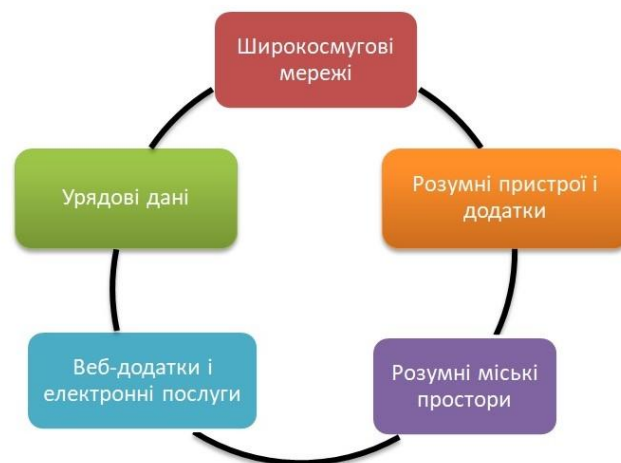 Широкосмугові
мережі
Урядові дані
Розумні пристрої і
додатки
Веб-додатки і
електронні послуги
Розумні міські
простори